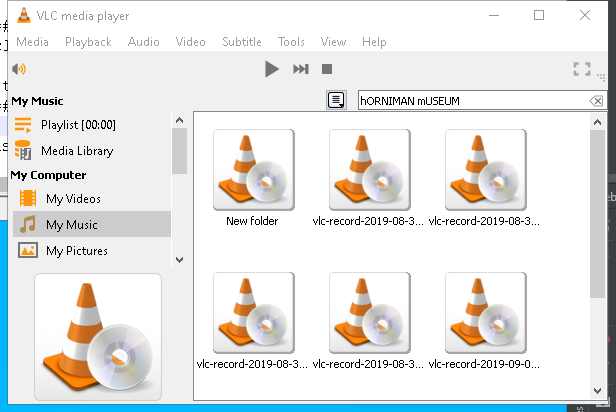 VLC media player
Media Playback Audio Video Subtitle Tools View Help
My Music
hORNIMAN mUSEUM
Playlist [00:00]
Media Library
My Computer
My Videos
My Music
My Pictures
New folder vlc-record-2019-08-3... vlc-record-2019-08-3...
vlc-record-2019-08-3... vlc-record-2019-08-3... vlc-record-2019-09-0...